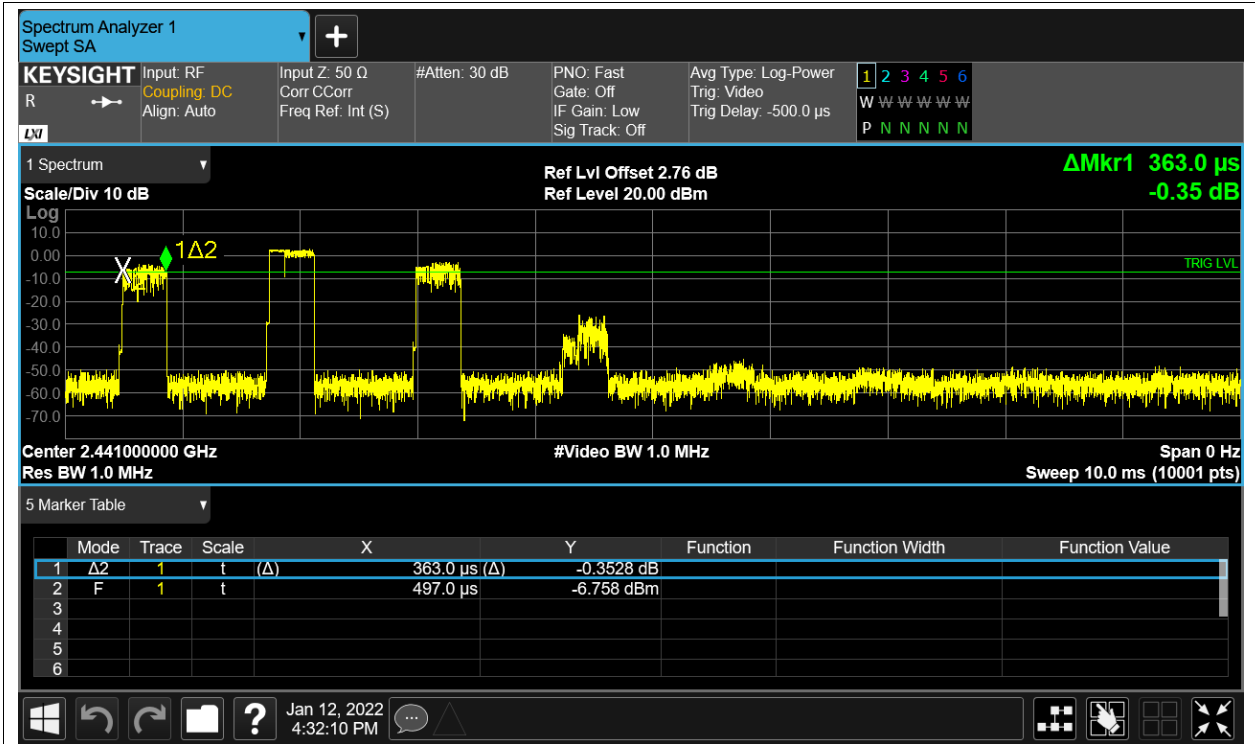 Spectrum Analyzer 1
Swept SA
KEYSIGHT
R
LXI
Input: RF
Coupling: DC
Align: Auto
Input Z: 50 Ω
Corr CCorr
Freq Ref: Int (S)
#Atten: 30 dB
PNO: Fast
Gate: Off
IF Gain: Low
Sig Track: Off
Avg Type: Log-Power
Trig: Video
Trig Delay: -500.0 µs
1 2 3 4 5 6
W W W W W W
P N N N N N
1 Spectrum
Scale/Div 10 dB
Ref Lvl Offset 2.76 dB
Ref Level 20.00 dBm
ΔMkr1 363.0 µs
-0.35 dB
Log
10.0
0.00
-10.0
-20.0
-30.0
-40.0
-50.0
-60.0
-70.0
1Δ2
X2
TRIG LVL
Center 2.441000000 GHz
Res BW 1.0 MHz
#Video BW 1.0 MHz
Span 0 Hz
Sweep 10.0 ms (10001 pts)
5 Marker Table
Mode Trace Scale X Y Function Function Width Function Value
1 Δ2 1 t (Δ) 363.0 µs (Δ) -0.3528 dB
2 F 1 t 497.0 µs -6.758 dBm
3
4
5
6
?
Jan 12, 2022
4:32:10 PM